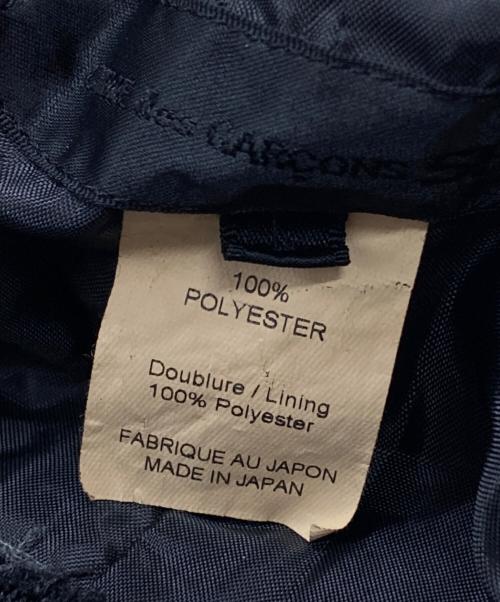 des GARÇONS
100%
POLYESTER
Doublure / Lining
100% Polyester
FABRIQUE AU JAPON
MADE IN JAPAN